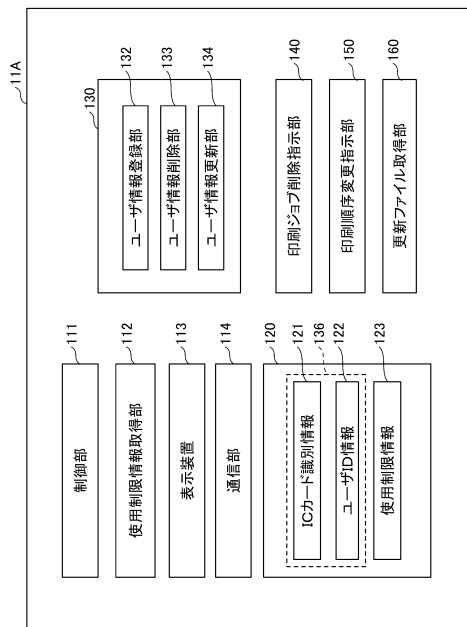 11A
111
制御部
112
使用制限情報取得部
113
表示装置
114
通信部
120
121
ICカード識別情報
136
122
ユーザID情報
123
使用制限情報
130
132
ユーザ情報登録部
133
ユーザ情報削除部
134
ユーザ情報更新部
140
印刷ジョブ削除指示部
150
印刷順序変更指示部
160
更新ファイル取得部